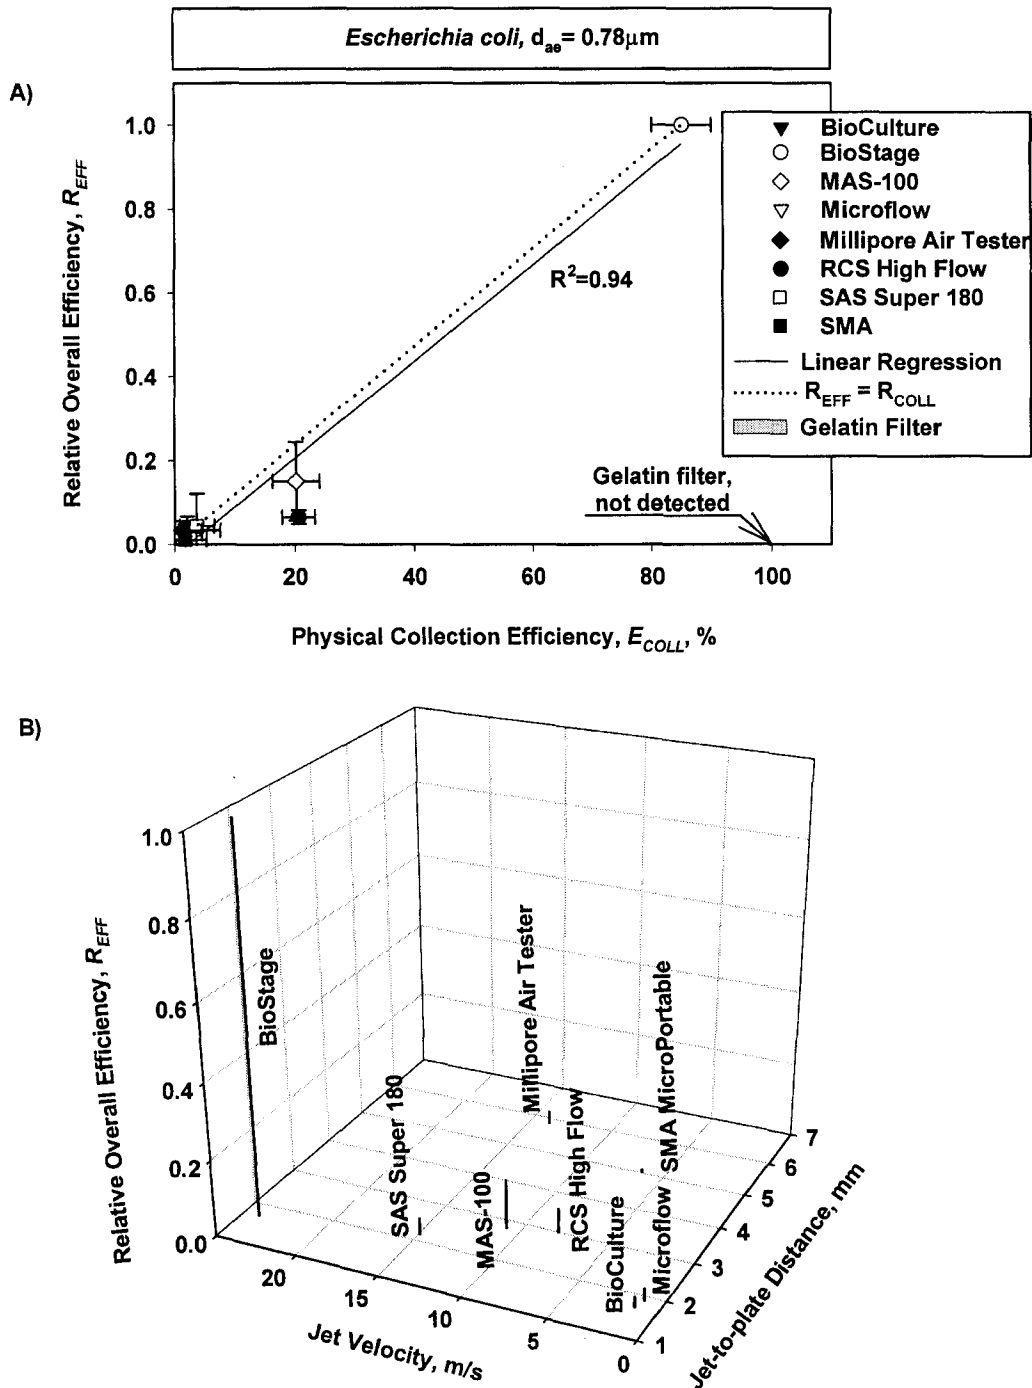 Escherichia coli, dae= 0.78μm
A)
1.0
0.8
0.6
0.4
0.2
0.0
Relative Overall Efficiency, REFF
R²=0.94
Gelatin filter,
not detected
BioCulture
BioStage
MAS-100
Microflow
Millipore Air Tester
RCS High Flow
SAS Super 180
SMA
Linear Regression
REFF = RCOLL
Gelatin Filter
0 20 40 60 80 100
Physical Collection Efficiency, ECOLL, %
B)
1.0
0.8
0.6
0.4
0.2
0.0
Relative Overall Efficiency, REFF
BioStage
SAS Super 180
MAS-100
Millipore Air Tester
RCS High Flow
BioCulture
Microflow
SMA MicroPortable
20
15
10
5
0
Jet Velocity, m/s
1
2
3
4
5
6
7
Jet-to-plate Distance, mm